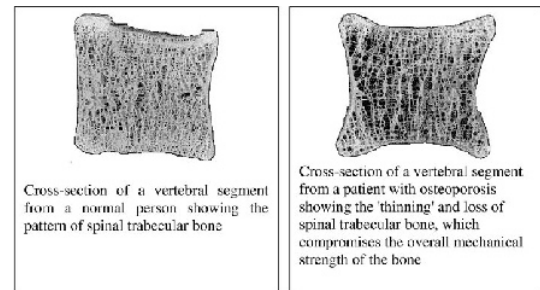 Cross-section of a vertebral segment
from a normal person showing the
pattern of spinal trabecular bone
Cross-section of a vertebral segment
from a patient with osteoporosis
showing the 'thinning' and loss of
spinal trabecular bone, which
compromises the overall mechanical
strength of the bone